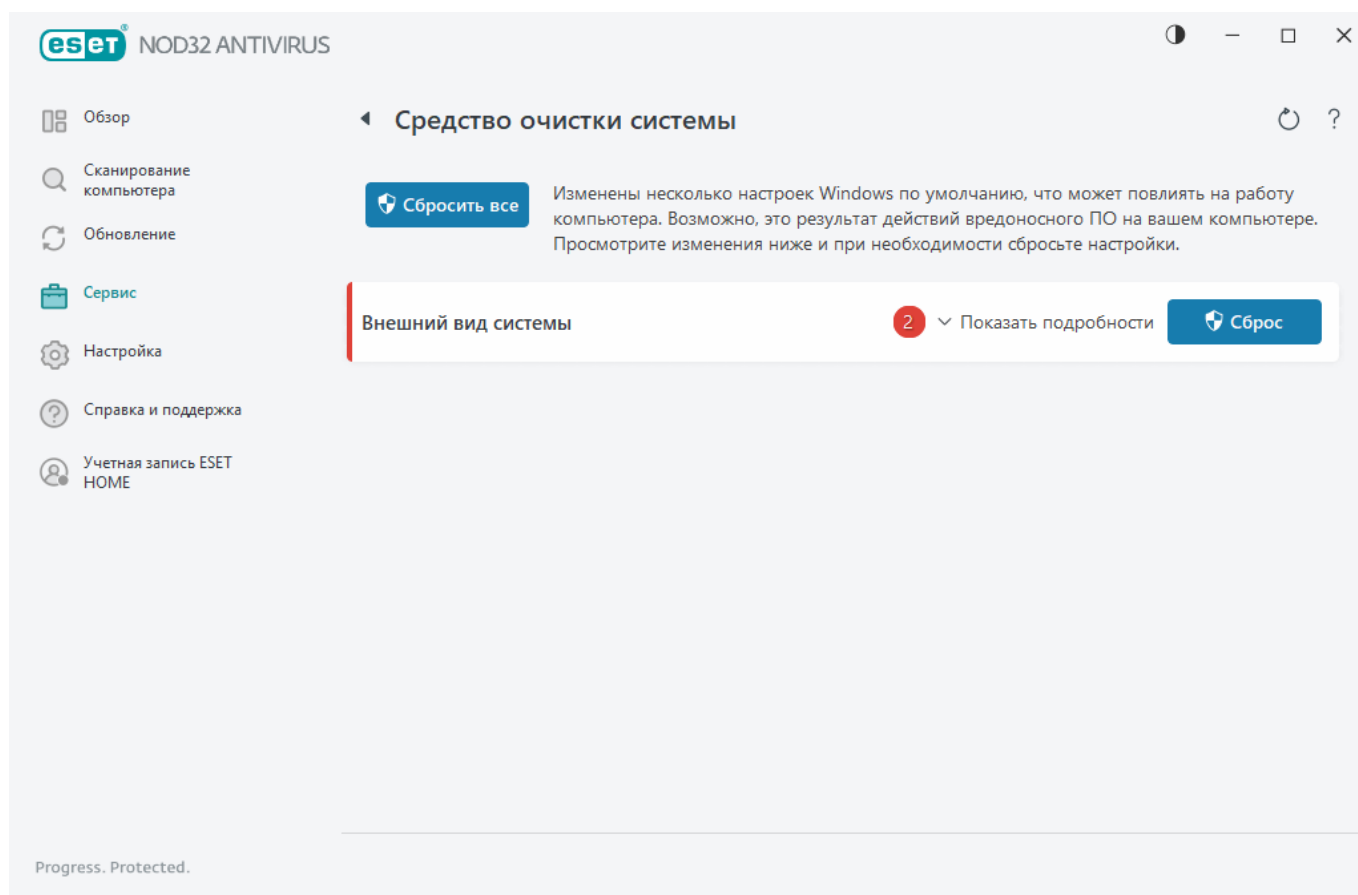 eset® NOD32 ANTIVIRUS
Обзор
Сканирование
компьютера
Обновление
Сервис
Настройка
Справка и поддержка
Учетная запись ESET
HOME
Средство очистки системы
?
Сбросить все
Изменены несколько настроек Windows по умолчанию, что может повлиять на работу
компьютера. Возможно, это результат действий вредоносного ПО на вашем компьютере.
Просмотрите изменения ниже и при необходимости сбросьте настройки.
Внешний вид системы 2 Показать подробности Сброс
Progress. Protected.